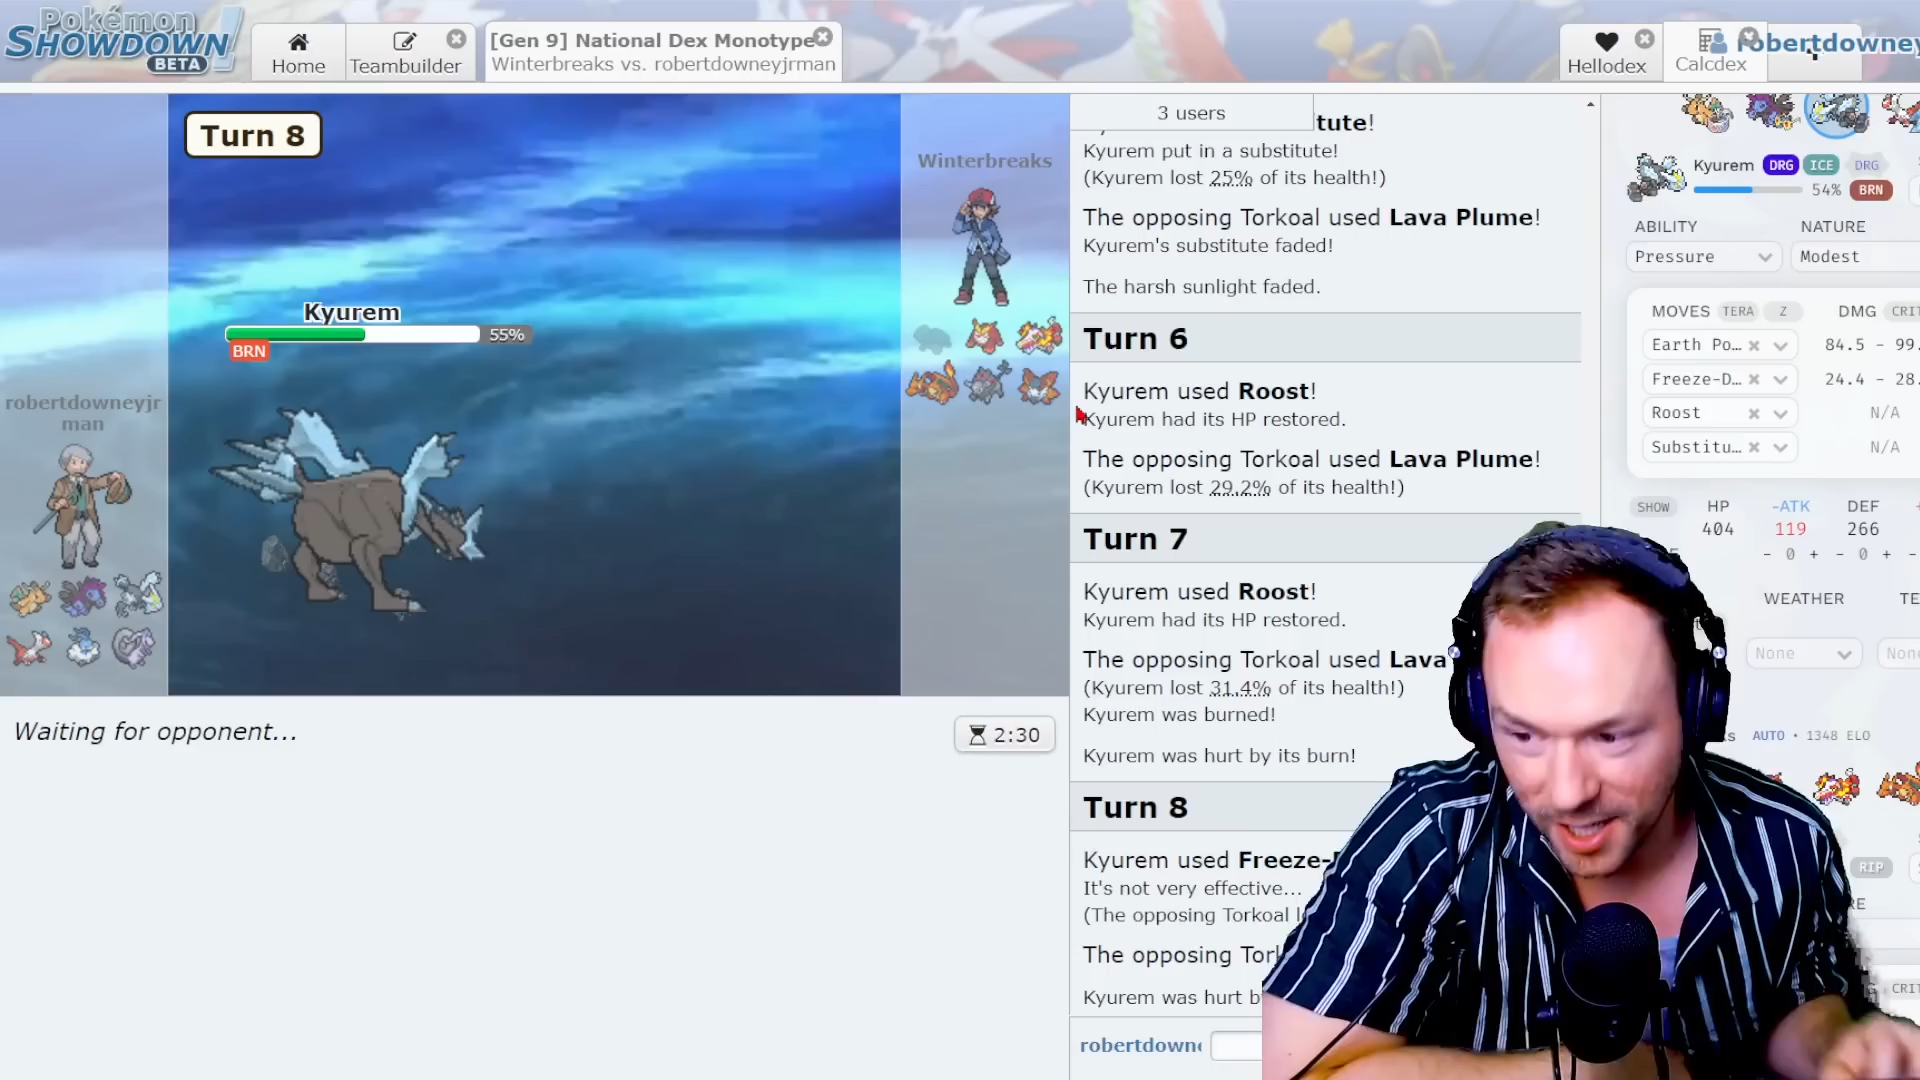 Pokémon
SHOWDOWN!
BETA
Home
Teambuilder
[Gen 9] National Dex Monotype
Winterbreaks vs. robertdowneyjrman
Hellodex
Calcdex
robertdowney
Turn 8
Kyurem
55%
BRN
robertdowneyjr
man
Winterbreaks
Waiting for opponent...
2:30
3 users
tute!
Kyurem put in a substitute!
(Kyurem lost 25% of its health!)
The opposing Torkoal used Lava Plume!
Kyurem's substitute faded!
The harsh sunlight faded.
Turn 6
Kyurem used Roost!
Kyurem had its HP restored.
The opposing Torkoal used Lava Plume!
(Kyurem lost 29.2% of its health!)
Turn 7
Kyurem used Roost!
Kyurem had its HP restored.
The opposing Torkoal used Lava
(Kyurem lost 31.4% of its health!)
Kyurem was burned!
Kyurem was hurt by its burn!
Turn 8
Kyurem used Freeze-
It's not very effective...
(The opposing Torkoal
The opposing
Kyurem was hurt
robertdown
Kyurem DRG ICE DRG
54% BRN
ABILITY NATURE
Pressure Modest
MOVES TERA Z DMG CRIT
Earth Po... 84.5 - 99.
Freeze-D... 24.4 - 28.
Roost N/A
Substitu... N/A
SHOW HP -ATK DEF
404 119 266
- 0 + - 0 +
WEATHER TE
None None
AUTO • 1348 ELO
RIP
CRIT